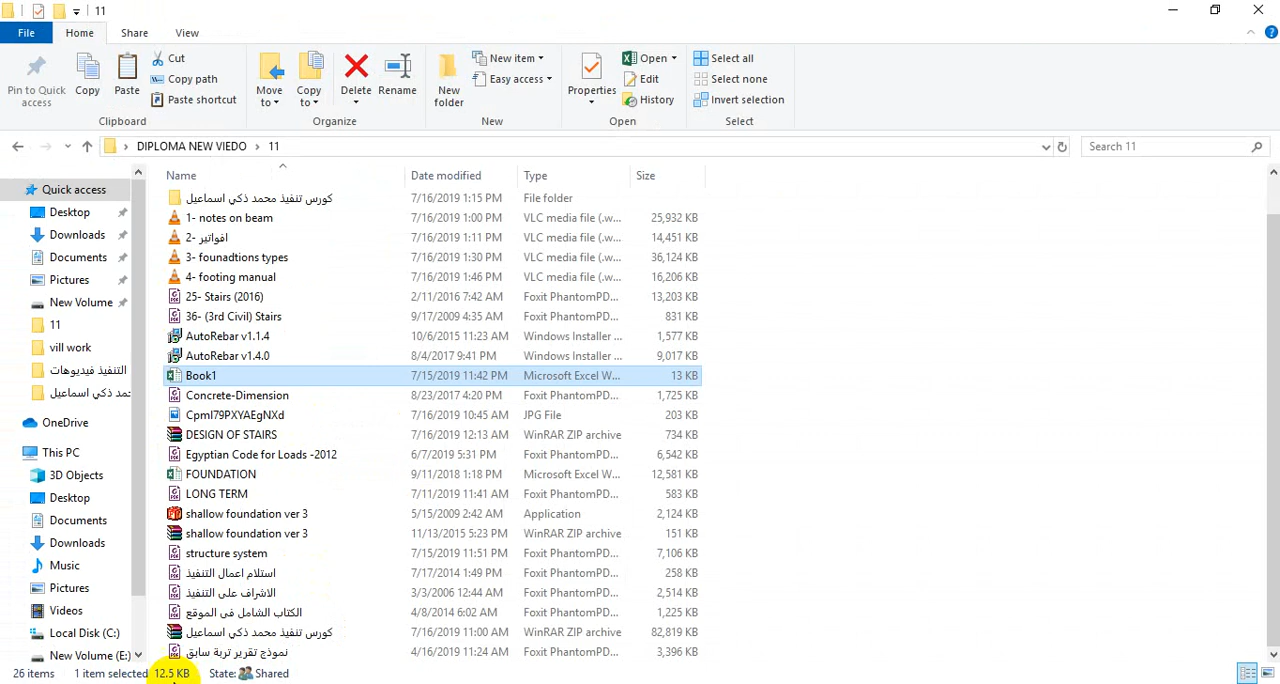 11
File Home Share View
Pin to Quick access
Copy
Paste
Cut
Copy path
Paste shortcut
Clipboard
Move to
Copy to
Delete
Rename
Organize
New folder
New item
Easy access
New
Properties
Open
Edit
History
Open
Select all
Select none
Invert selection
Select
DIPLOMA NEW VIEDO › 11
Search 11
Quick access
Desktop
Downloads
Documents
Pictures
New Volume
11
vill work
التنفيذ فيديوهات
حمد ذكي اسماعيل
OneDrive
This PC
3D Objects
Desktop
Documents
Downloads
Music
Pictures
Videos
Local Disk (C:)
New Volume (E:)
Name Date modified Type Size
كورس تنفيذ محمد ذكي اسماعيل 7/16/2019 1:15 PM File folder
1- notes on beam 7/16/2019 1:00 PM VLC media file (.w... 25,932 KB
2- افواتير 7/16/2019 1:11 PM VLC media file (.w... 14,451 KB
3- founadtions types 7/16/2019 1:30 PM VLC media file (.w... 36,124 KB
4- footing manual 7/16/2019 1:46 PM VLC media file (.w... 16,206 KB
25- Stairs (2016) 2/11/2016 7:42 AM Foxit PhantomPD... 13,203 KB
36- (3rd Civil) Stairs 9/17/2009 4:35 AM Foxit PhantomPD... 831 KB
AutoRebar v1.1.4 10/6/2015 11:23 AM Windows Installer ... 1,577 KB
AutoRebar v1.4.0 8/4/2017 9:41 PM Windows Installer ... 9,017 KB
Book1 7/15/2019 11:42 PM Microsoft Excel W... 13 KB
Concrete-Dimension 8/23/2017 4:20 PM Foxit PhantomPD... 1,725 KB
CpmI79PXYAEgNXd 7/16/2019 10:45 AM JPG File 203 KB
DESIGN OF STAIRS 7/16/2019 12:13 AM WinRAR ZIP archive 734 KB
Egyptian Code for Loads -2012 6/7/2019 5:31 PM Foxit PhantomPD... 6,542 KB
FOUNDATION 9/11/2018 1:18 PM Microsoft Excel W... 12,581 KB
LONG TERM 7/11/2019 11:41 AM Foxit PhantomPD... 583 KB
shallow foundation ver 3 5/15/2009 2:42 AM Application 2,124 KB
shallow foundation ver 3 11/13/2015 5:23 PM WinRAR ZIP archive 151 KB
structure system 7/15/2019 11:51 PM Foxit PhantomPD... 7,106 KB
استلام اعمال التنفيذ 7/17/2014 1:49 PM Foxit PhantomPD... 258 KB
الاشراف على التنفيذ 3/3/2006 12:44 AM Foxit PhantomPD... 2,514 KB
الكتاب الشامل في الموقع 4/8/2014 6:02 AM Foxit PhantomPD... 1,225 KB
كورس تنفيذ محمد ذكي اسماعيل 7/16/2019 11:00 AM WinRAR ZIP archive 82,819 KB
نموذج تقرير تربة سابق 4/16/2019 11:24 AM Foxit PhantomPD... 3,396 KB
26 items 1 item selected 12.5 KB State: Shared